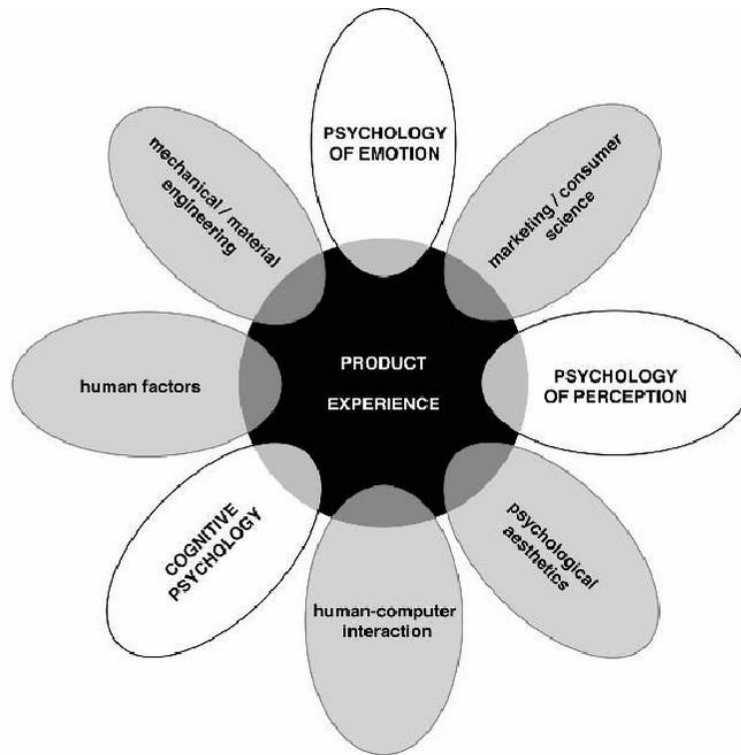 PSYCHOLOGY
OF EMOTION
mechanical / material
engineering
marketing / consumer
science
human factors
PRODUCT
EXPERIENCE
PSYCHOLOGY
OF PERCEPTION
COGNITIVE
PSYCHOLOGY
psychological
aesthetics
human-computer
interaction